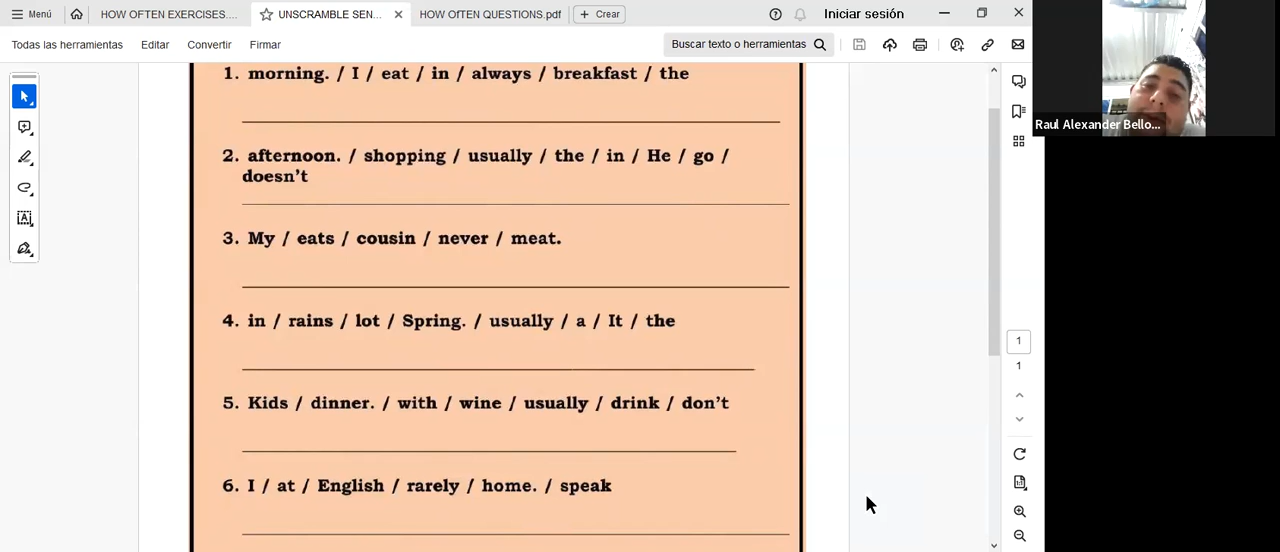 Menú
HOW OFTEN EXERCISES....
UNSCRAMBLE SEN...
HOW OfTEN QUESTIONS.pdf
Crear
Iniciar sesión
Todas las herramientas
Editar
Convertir
Firmar
Buscar texto o herramientas
Raul Alexander Bello...
1. morning. / I / eat / in / always / breakfast / the
2. afternoon. / shopping / usually / the / in / He / go /
doesn't
3. My / eats / cousin / never / meat.
4. in / rains / lot / Spring. / usually / a / It / the
5. Kids / dinner. / with / wine / usually / drink / don't
6. I / at / English / rarely / home. / speak
1
1